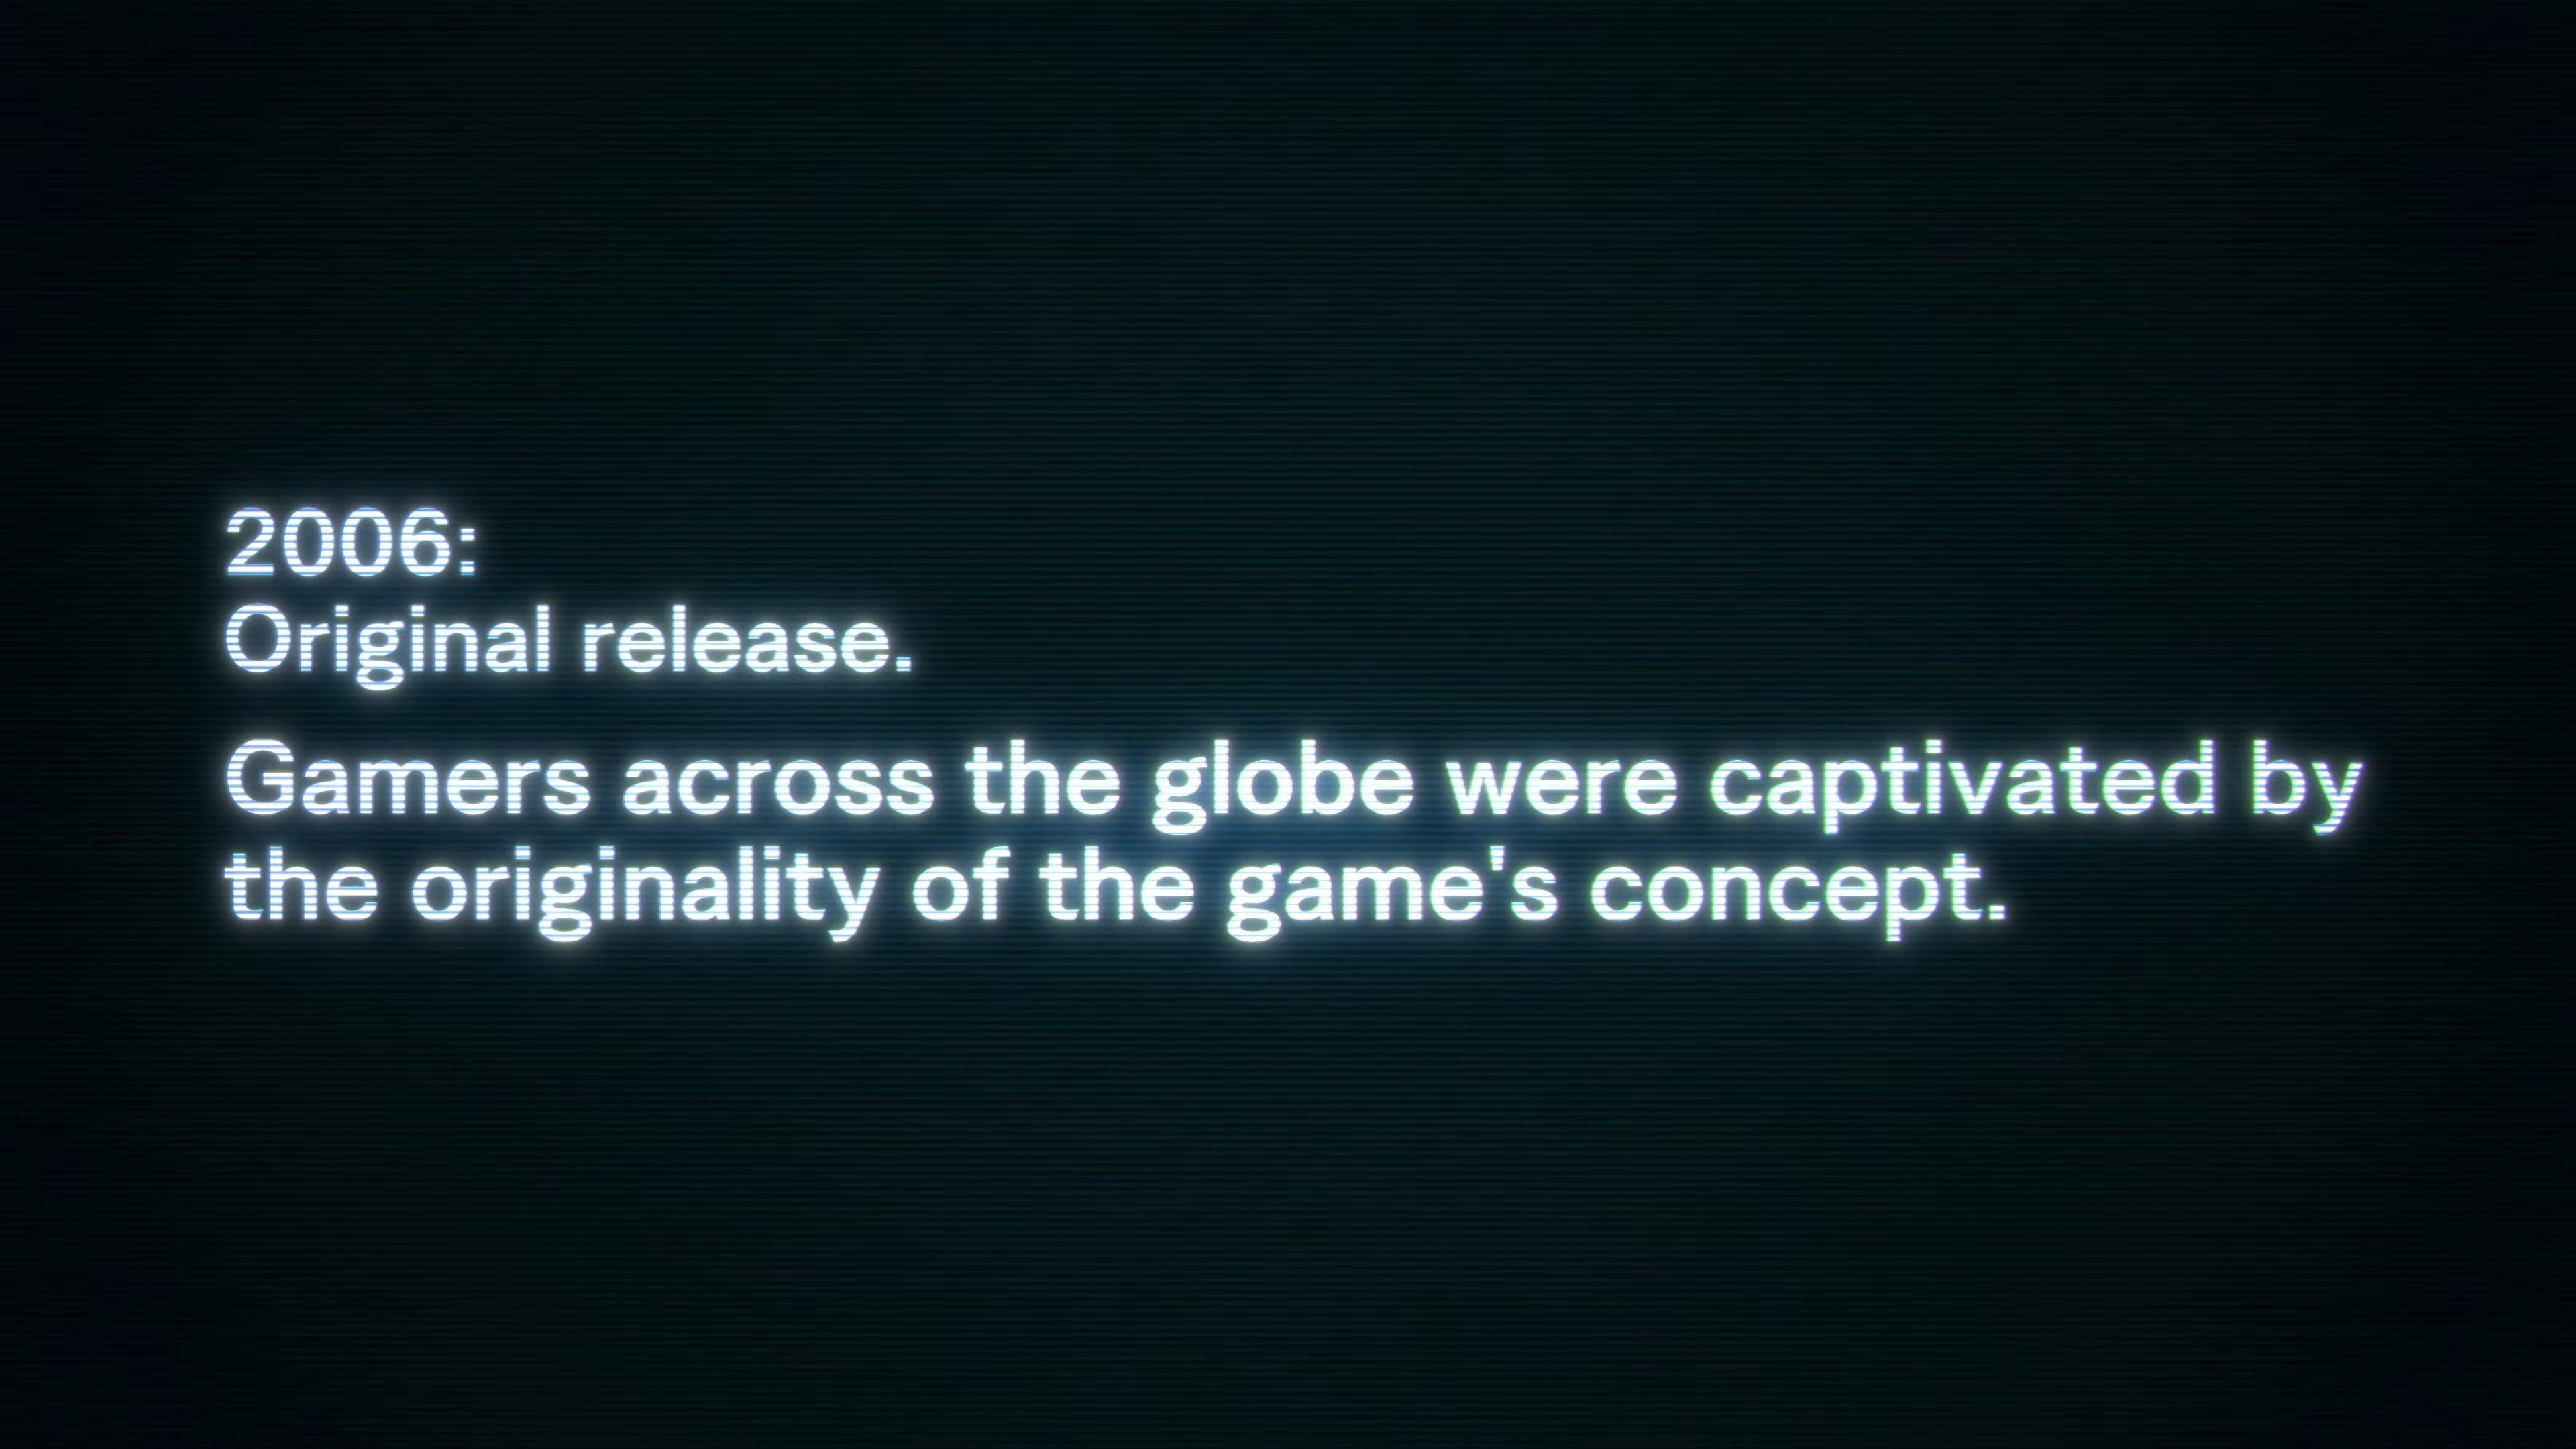 2006:
Original release.
Gamers across the globe were captivated by
the originality of the game's concept.